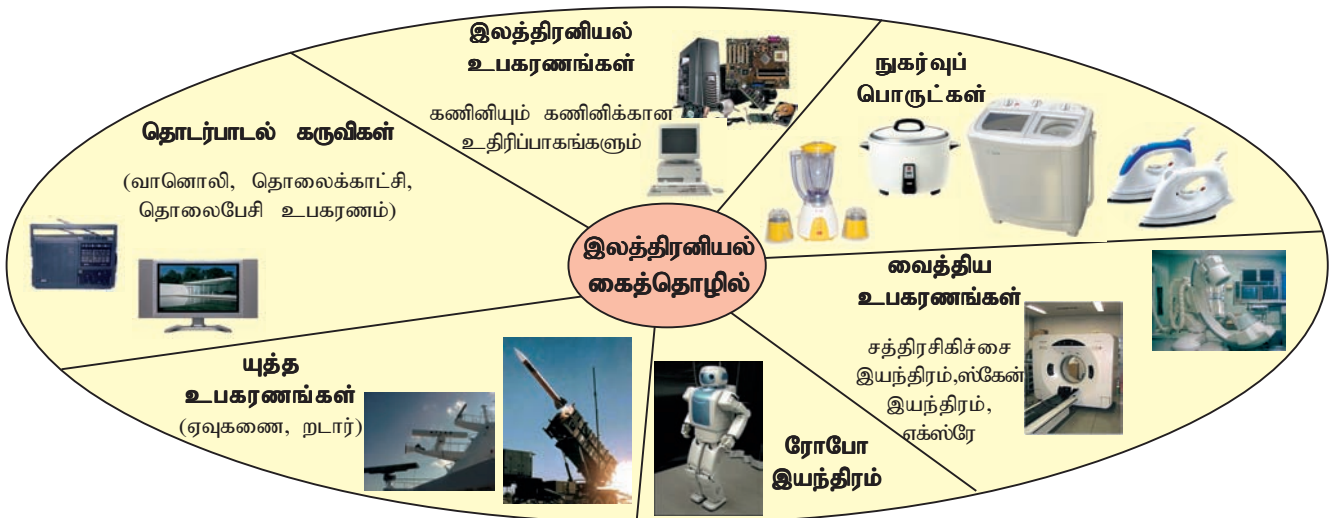 இலத்திரனியல்
உபகரணங்கள்
கணினியும் கணினிக்கான
உதிரிப்பாகங்களும்
நுகர்வுப்
பொருட்கள்
தொடர்பாடல் கருவிகள்
(வானொலி, தொலைக்காட்சி,
தொலைபேசி உபகரணம்)
இலத்திரனியல்
கைத்தொழில்
வைத்திய
உபகரணங்கள்
சத்திரசிகிச்சை
இயந்திரம்,ஸ்கேன்
இயந்திரம்,
எக்ஸ்ரே
யுத்த
உபகரணங்கள்
(ஏவுகணை, றடார்)
ரோபோ
இயந்திரம்